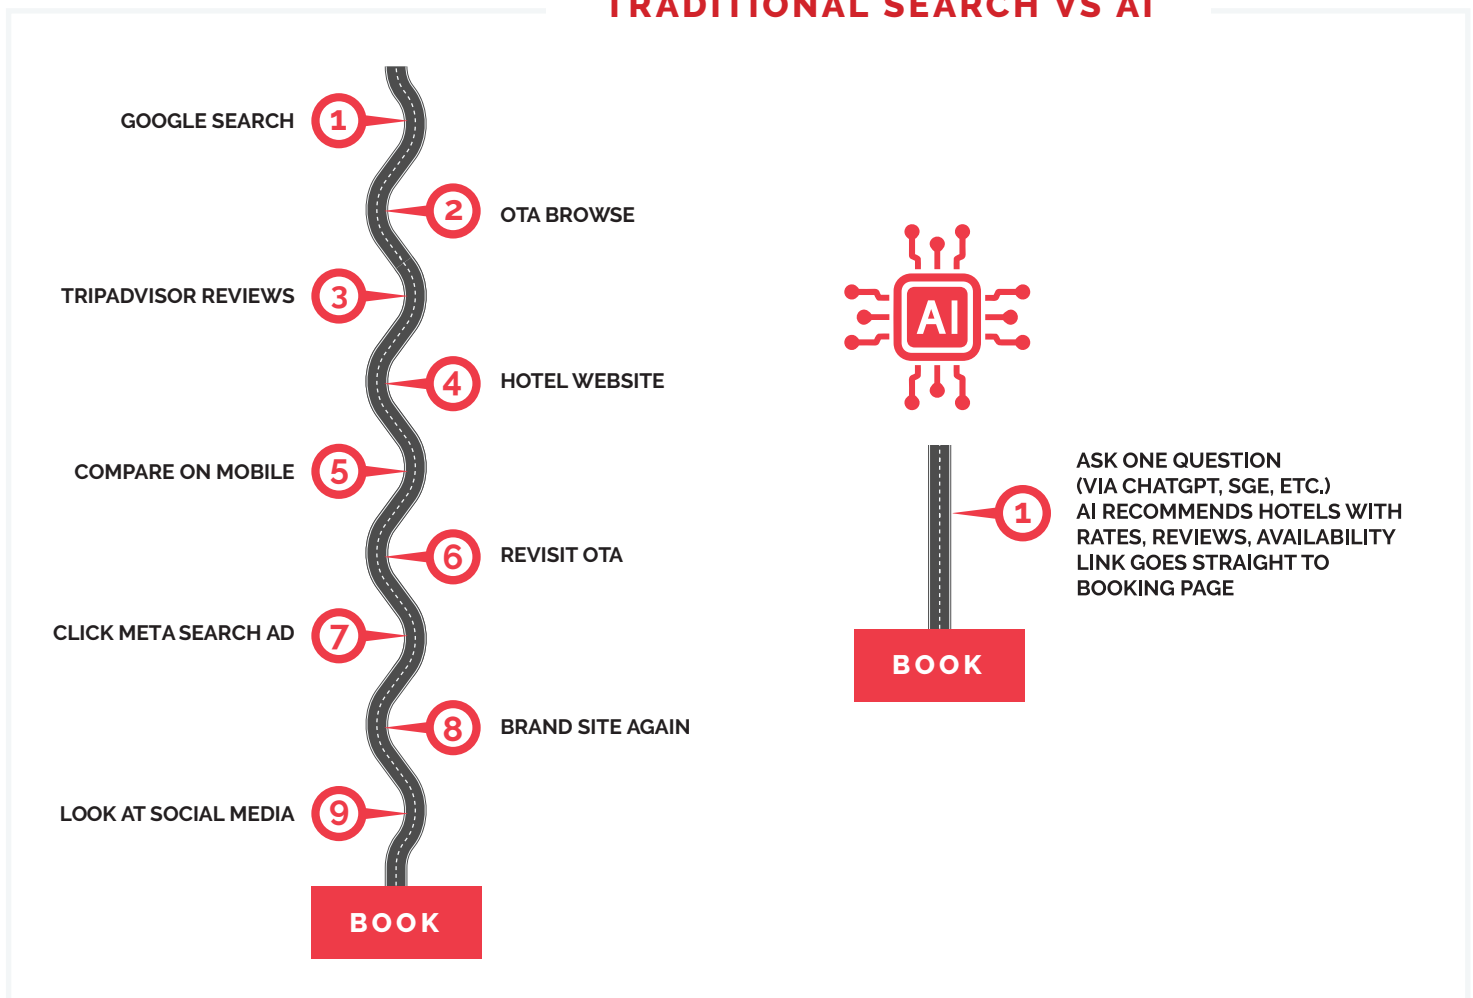 TRADITIONAL SEARCH VS AI
GOOGLE SEARCH
1
2
OTA BROWSE
TRIPADVISOR REVIEWS
3
4
HOTEL WEBSITE
COMPARE ON MOBILE
5
6
REVISIT OTA
CLICK META SEARCH AD
7
8
BRAND SITE AGAIN
LOOK AT SOCIAL MEDIA
9
BOOK
AI
1
ASK ONE QUESTION
(VIA CHATGPT, SGE, ETC.)
AI RECOMMENDS HOTELS WITH
RATES, REVIEWS, AVAILABILITY
LINK GOES STRAIGHT TO
BOOKING PAGE
BOOK